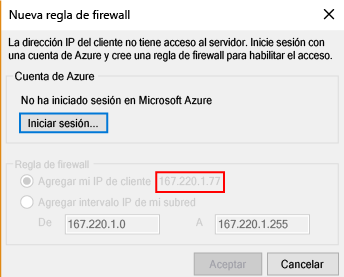 Nueva regla de firewall
La dirección IP del cliente no tiene acceso al servidor. Inicie sesión con
una cuenta de Azure y cree una regla de firewall para habilitar el acceso.
Cuenta de Azure
No ha iniciado sesión en Microsoft Azure
Iniciar sesión...
Regla de firewall
Agregar mi IP de cliente 167.220.1.77
Agregar intervalo IP de mi subred
De 167.220.1.0 A 167.220.1.255
Aceptar Cancelar